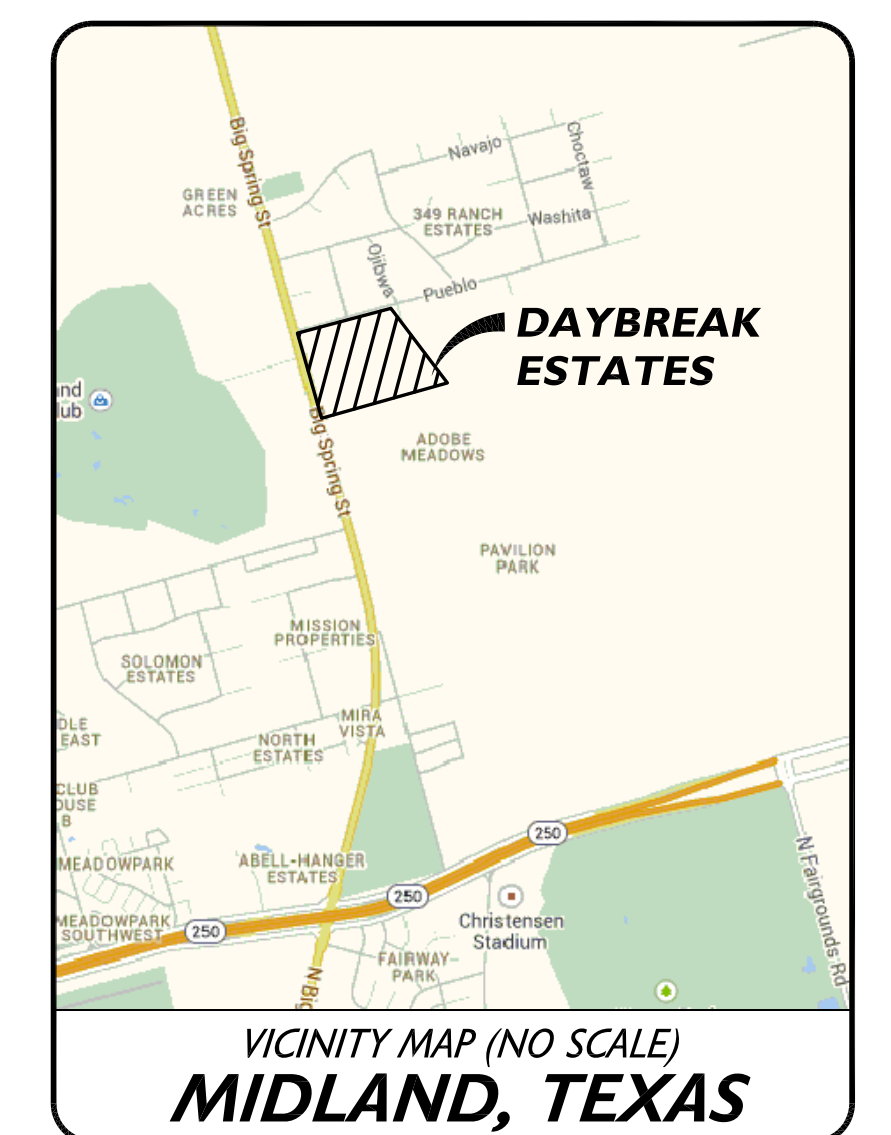 Big Spring St
Navajo
Choctaw
GREEN
ACRES
349 RANCH
ESTATES
Washita
Ojibwa
Pueblo
DAYBREAK
ESTATES
Big Spring St
ADOBE
MEADOWS
PAVILION
PARK
MISSION
PROPERTIES
SOLOMON
ESTATES
MIRA
VISTA
EAST
NORTH
ESTATES
CLUB
B
250
MEADOWPARK
ABELL-HANGER
ESTATES
N Fairgrounds Rd
250
MEADOWPARK
SOUTHWEST
250
Christensen
Stadium
FAIRWAY
PARK
N Big
VICINITY MAP (NO SCALE)
MIDLAND, TEXAS